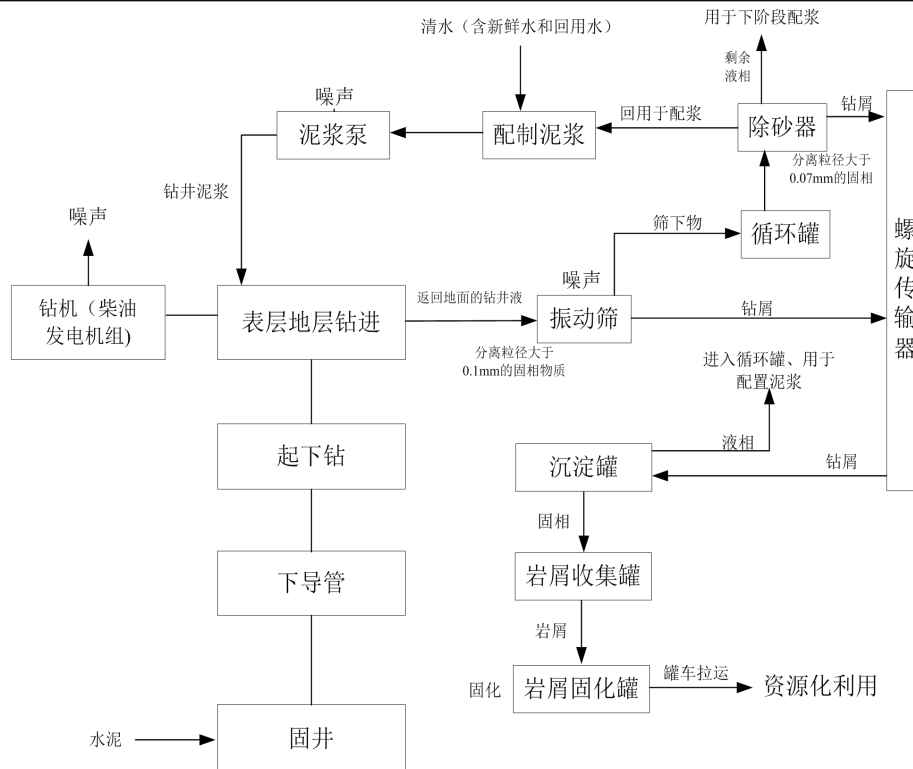 用于下阶段配浆
清水（含新鲜水和回用水）
剩余
液相
钻屑
噪声
泥浆泵
配制泥浆
回用于配浆
除砂器
分离粒径大于
0.07mm的固相
钻井泥浆
噪声
筛下物
循环罐
螺
旋
传
输
器
噪声
钻机（柴油
发电机组)
表层地层钻进
返回地面的钻井液
振动筛
钻屑
分离粒径大于
0.1mm的固相物质
进入循环罐、用于
配置泥浆
起下钻
液相
沉淀罐
钻屑
固相
下导管
岩屑收集罐
岩屑
固化
岩屑固化罐
罐车拉运
资源化利用
水泥
固井